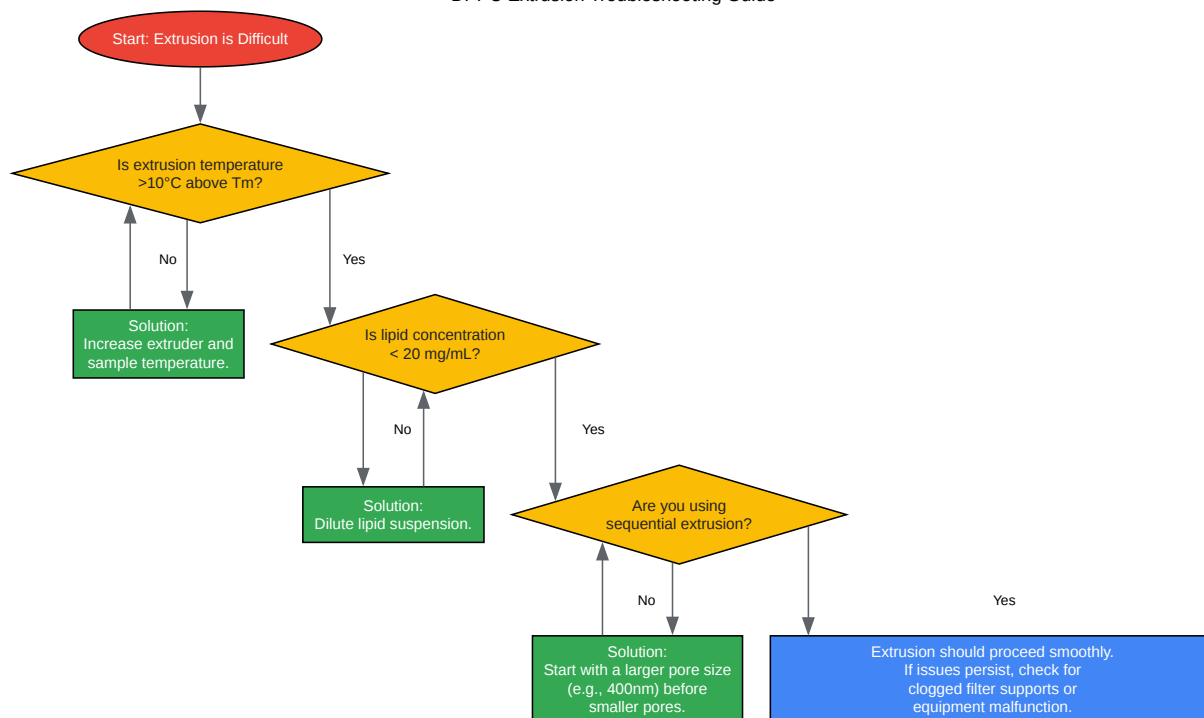 Extrusion Troubleshooting Guide
Start: Extrusion is Difficult
Is extrusion temperature
>10°C above Tm?
No
Yes
Solution:
Increase extruder and
sample temperature.
Is lipid concentration
< 20 mg/mL?
No
Yes
Solution:
Dilute lipid suspension.
Are you using
sequential extrusion?
No
Yes
Solution:
Start with a larger pore size
(e.g., 400nm) before
smaller pores.
Extrusion should proceed smoothly.
If issues persist, check for
clogged filter supports or
equipment malfunction.